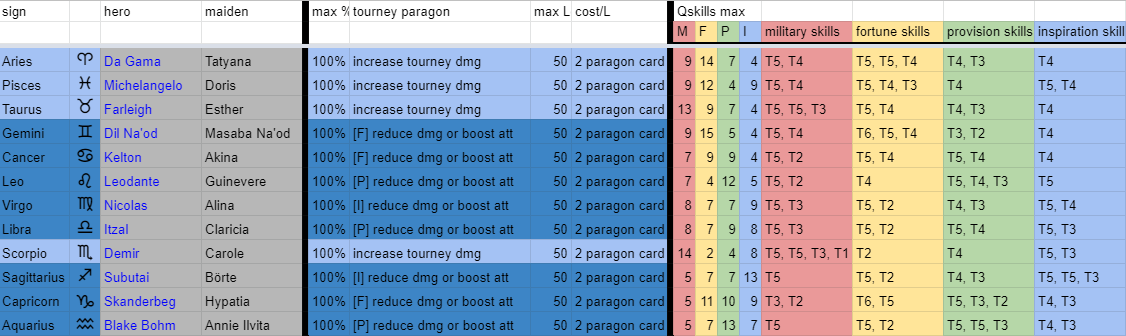 sign hero maiden max % tourney paragon max L cost/L Qskills max
M F P I military skills fortune skills provision skills inspiration skill
Aries ♈ Da Gama Tatyana 100% increase tourney dmg 50 2 paragon card 9 14 7 4 T5, T4 T5, T5, T4 T4, T3 T4
Pisces ♓ Michelangelo Doris 100% increase tourney dmg 50 2 paragon card 9 12 4 9 T5, T4 T5, T4, T3 T4 T5, T4
Taurus ♉ Farleigh Esther 100% increase tourney dmg 50 2 paragon card 13 9 7 4 T5, T5, T3 T5, T4 T4, T3 T4
Gemini ♊ Dil Na'od Masaba Na'od 100% [F] reduce dmg or boost att 50 2 paragon card 9 15 5 4 T5, T4 T6, T5, T4 T3, T2 T4
Cancer ♋ Kelton Akina 100% [F] reduce dmg or boost att 50 2 paragon card 7 9 9 4 T5, T2 T5, T4 T5, T4 T4
Leo ♌ Leodante Guinevere 100% [P] reduce dmg or boost att 50 2 paragon card 7 4 12 5 T5, T2 T4 T5, T4, T3 T5
Virgo ♍ Nicolas Alina 100% [I] reduce dmg or boost att 50 2 paragon card 8 7 7 9 T5, T3 T5, T2 T4, T3 T5, T4
Libra ♎ Itzal Claricia 100% [P] reduce dmg or boost att 50 2 paragon card 8 7 9 8 T5, T3 T5, T2 T5, T4 T5, T3
Scorpio ♏ Demir Carole 100% increase tourney dmg 50 2 paragon card 14 2 4 8 T5, T5, T3, T1 T2 T4 T5, T3
Sagittarius ♐ Subutai Börte 100% [I] reduce dmg or boost att 50 2 paragon card 5 7 7 13 T5 T5, T2 T4, T3 T5, T5, T3
Capricorn ♑ Skanderbeg Hypatia 100% [F] reduce dmg or boost att 50 2 paragon card 5 11 10 9 T3, T2 T6, T5 T5, T3, T2 T4, T3
Aquarius ♒ Blake Bohm Annie Ilvita 100% [P] reduce dmg or boost att 50 2 paragon card 5 7 13 7 T5 T5, T2 T5, T5, T3 T4, T3